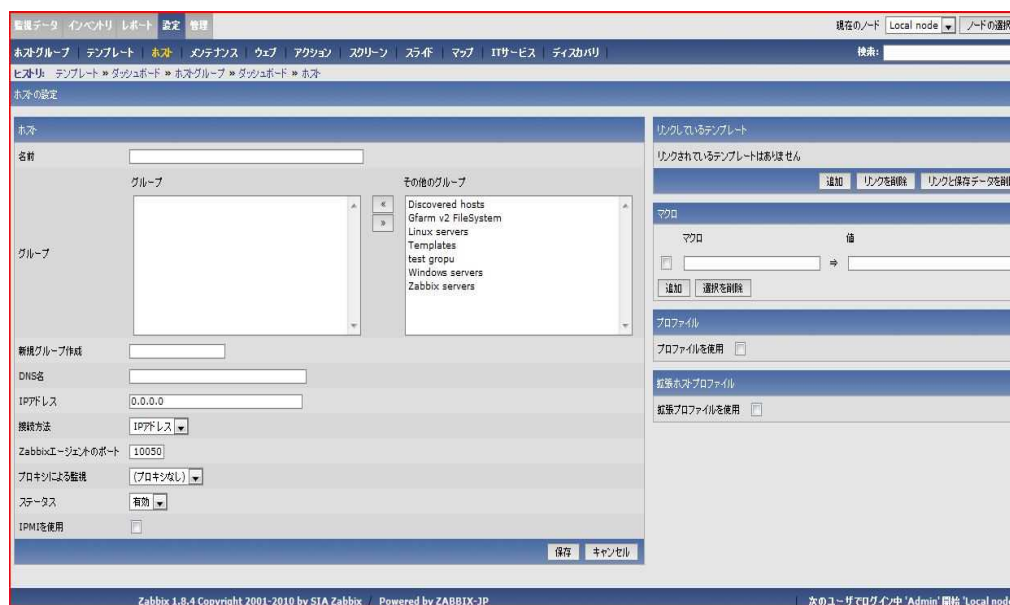 監視データ インベントリ レポート 設定 管理 現在のノード Local node ノードの選択
ホストグループ | テンプレート | ホスト | メンテナンス | ウェブ | アクション | スクリーン | スライド | マップ | ITサービス | ディスカバリ | 検索:
ヒストリ: テンプレート » ダッシュボード » ホストグループ » ダッシュボード » ホスト
ホストの設定
ホスト
名前
グループ
グループ
その他のグループ
«
»
Discovered hosts
Gfarm v2 FileSystem
Linux servers
Templates
test gropu
Windows servers
Zabbix servers
新規グループ作成
DNS名
IPアドレス 0.0.0.0
接続方法 IPアドレス
Zabbixエージェントのポート 10050
プロキシによる監視 (プロキシなし)
ステータス 有効
IPMIを使用
保存 キャンセル
リンクしているテンプレート
リンクされているテンプレートはありません
追加 リンクを削除 リンクと保存データを削
マクロ
マクロ 値
⇒
追加 選択を削除
プロファイル
プロファイルを使用
拡張ホストプロファイル
拡張プロファイルを使用
Zabbix 1.8.4 Copyright 2001-2010 by SIA Zabbix / Powered by ZABBIX-JP | 次のユーザでログイン中 'Admin' 開始 'Local node